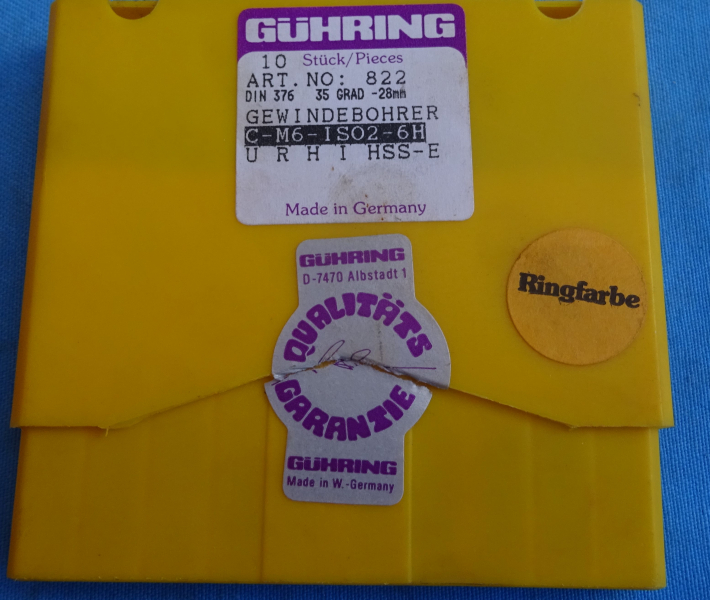 GÜHRING
10 Stück/Pieces
ART.NO: 822
DIN 376 35 GRAD -28mm
GEWINDEBOHRER
C-M6-ISO2-6H
U R H I HSS-E
Made in Germany
GÜHRING
D-7470 Albstadt 1
QUALITÄTS
GARANTIE
GÜHRING
Made in W.-Germany
Ringfarbe